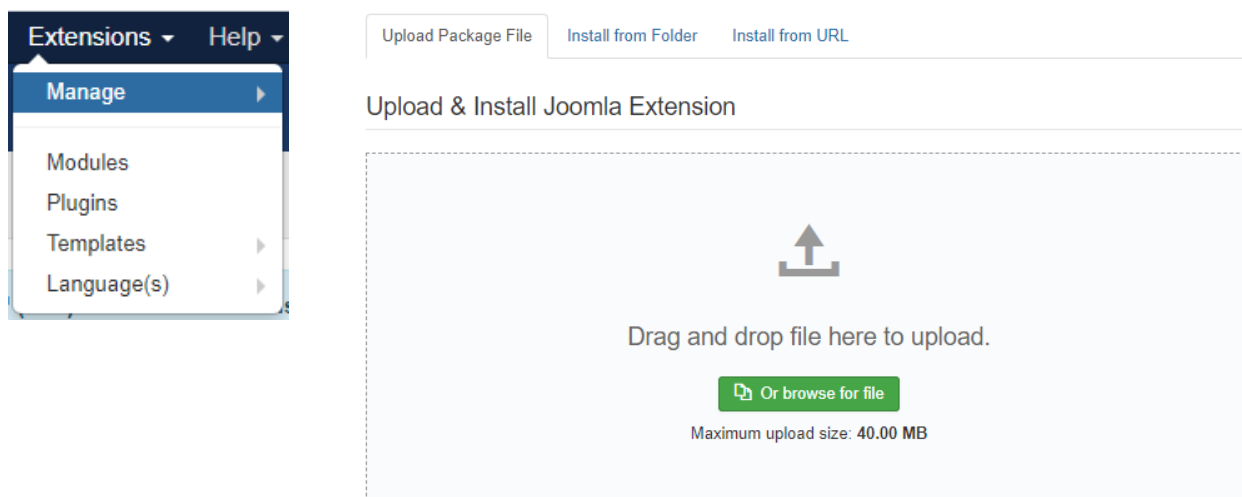 Extensions Help
Manage
Modules
Plugins
Templates
Language(s)
Upload Package File Install from Folder Install from URL
Upload & Install Joomla Extension
Drag and drop file here to upload.
Or browse for file
Maximum upload size: 40.00 MB